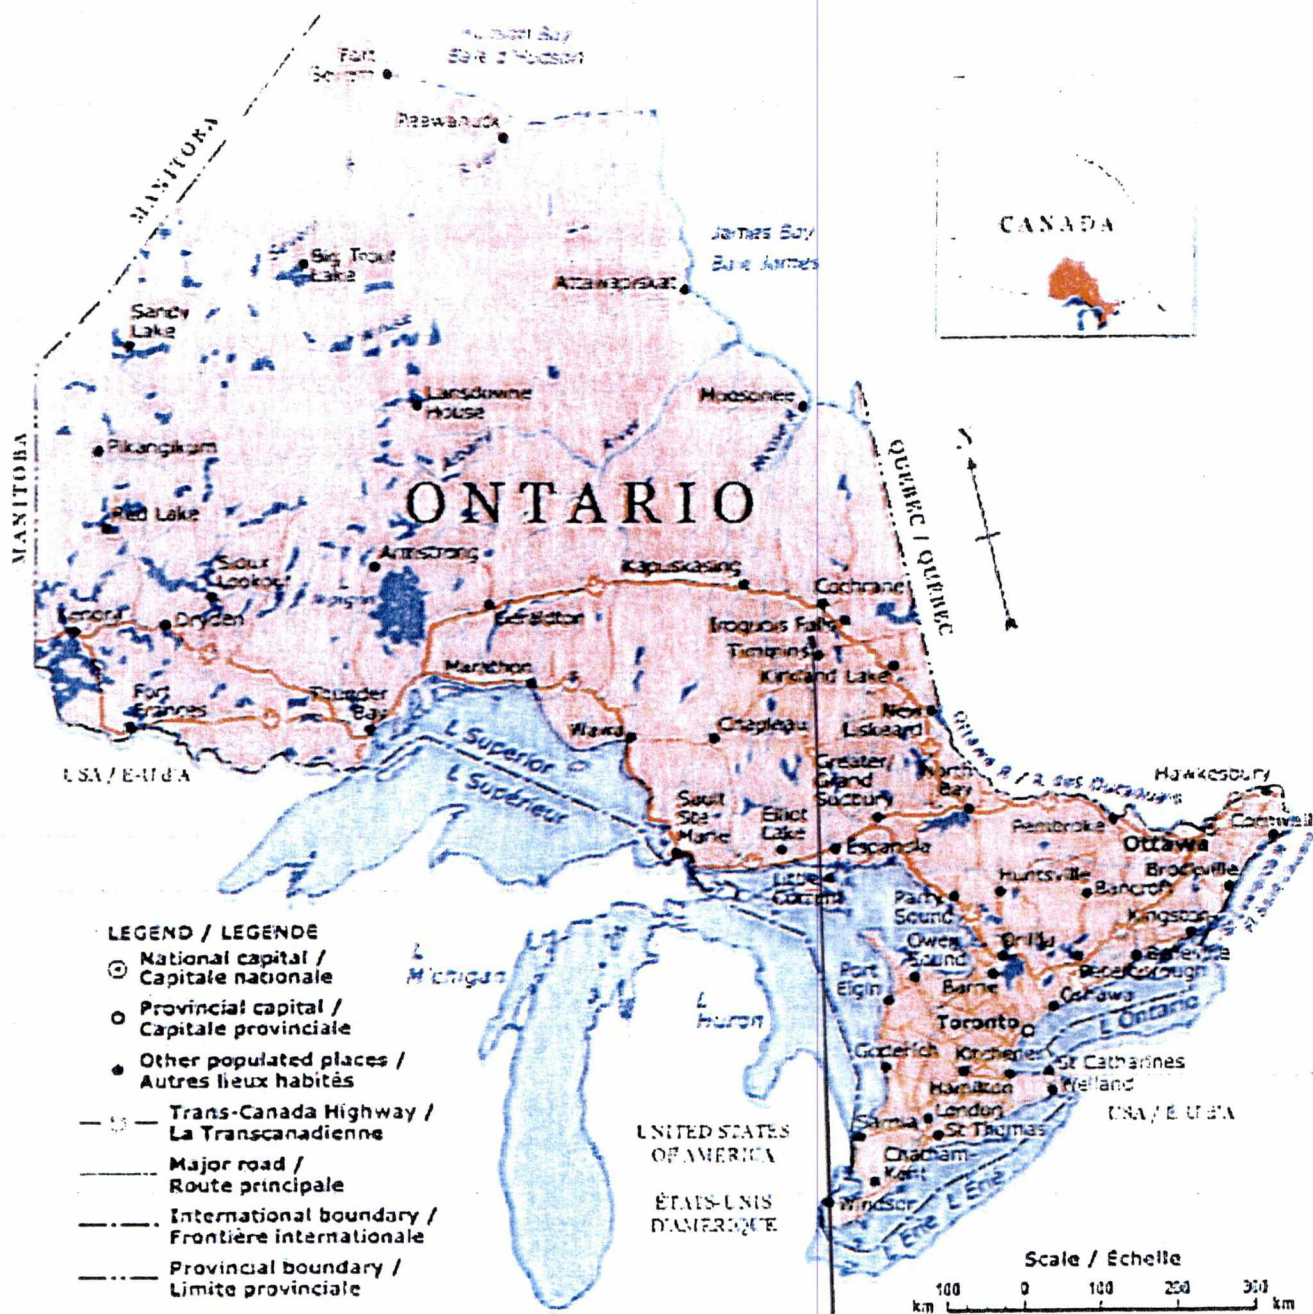 MANITOBA
Fort
Peawanuck
James Bay
Baie James
CANADA
Big Trout
Lake
Attawapiskat
Sandy
Lake
Lansdowne
House
Moosonee
River
MANITOBA
Pikangikum
QUEBEC / QUÉBEC
ONTARIO
Red Lake
Armstrong
Sioux
Lookout
Kapuskasing
Cochrane
Kenora
Dryden
Geraldton
Iroquois Falls
Timmins
Marathon
Kirkland Lake
Fort
Frances
Thunder
Bay
Wawa
Chapleau
New
Liskeard
Ottawa R / R des Outaouais
USA / É-U d'A
L Superior
L Supérieur
Greater/
Grand
Sudbury
North
Bay
Hawkesbury
Sault
Ste
Marie
Elliot
Lake
Pembroke
Cornwall
Ottawa
Espanola
Little
Current
Huntsville
Bancroft
Brockville
Parry
Sound
Kingston
Owen
Sound
Orillia
Belleville
Peterborough
L
Michigan
Port
Elgin
Barrie
Oshawa
L
Huron
L Ontario
Toronto
Goderich
Kitchener
St Catharines
Hamilton
Welland
London
USA / É-U d'A
Sarnia
St Thomas
UNITED STATES
OF AMERICA
Chatham-
Kent
L Érié
ÉTATS-UNIS
D'AMÉRIQUE
Windsor
L Erie
LEGEND / LÉGENDE
National capital /
Capitale nationale
Provincial capital /
Capitale provinciale
Other populated places /
Autres lieux habités
Trans-Canada Highway /
La Transcanadienne
Major road /
Route principale
International boundary /
Frontière internationale
Provincial boundary /
Limite provinciale
Scale / Échelle
100 0 100 200 300
km km